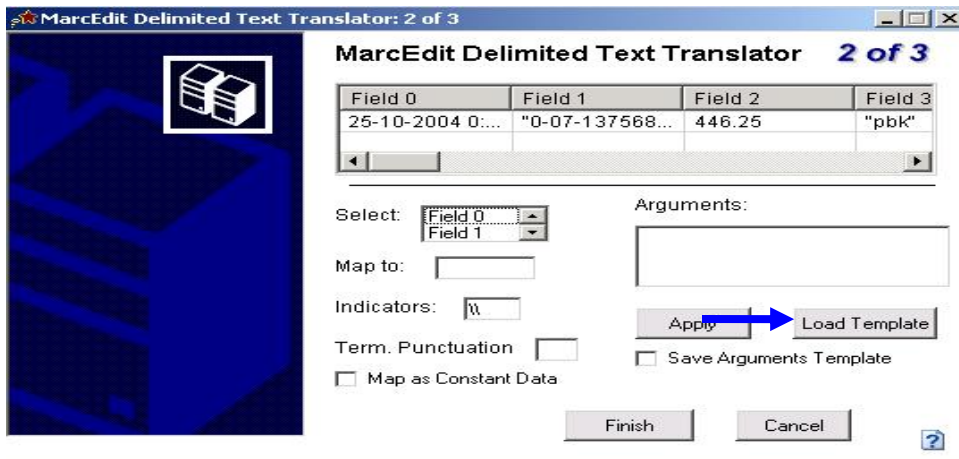 MarcEdit Delimited Text Translator: 2 of 3
MarcEdit Delimited Text Translator 2 of 3
Field 0 Field 1 Field 2 Field 3
25-10-2004 0:... "0-07-137568... 446.25 "pbk"
Select: Field 0
Field 1
Arguments:
Map to:
Indicators: \\
Apply Load Template
Term. Punctuation
Save Arguments Template
Map as Constant Data
Finish Cancel
?